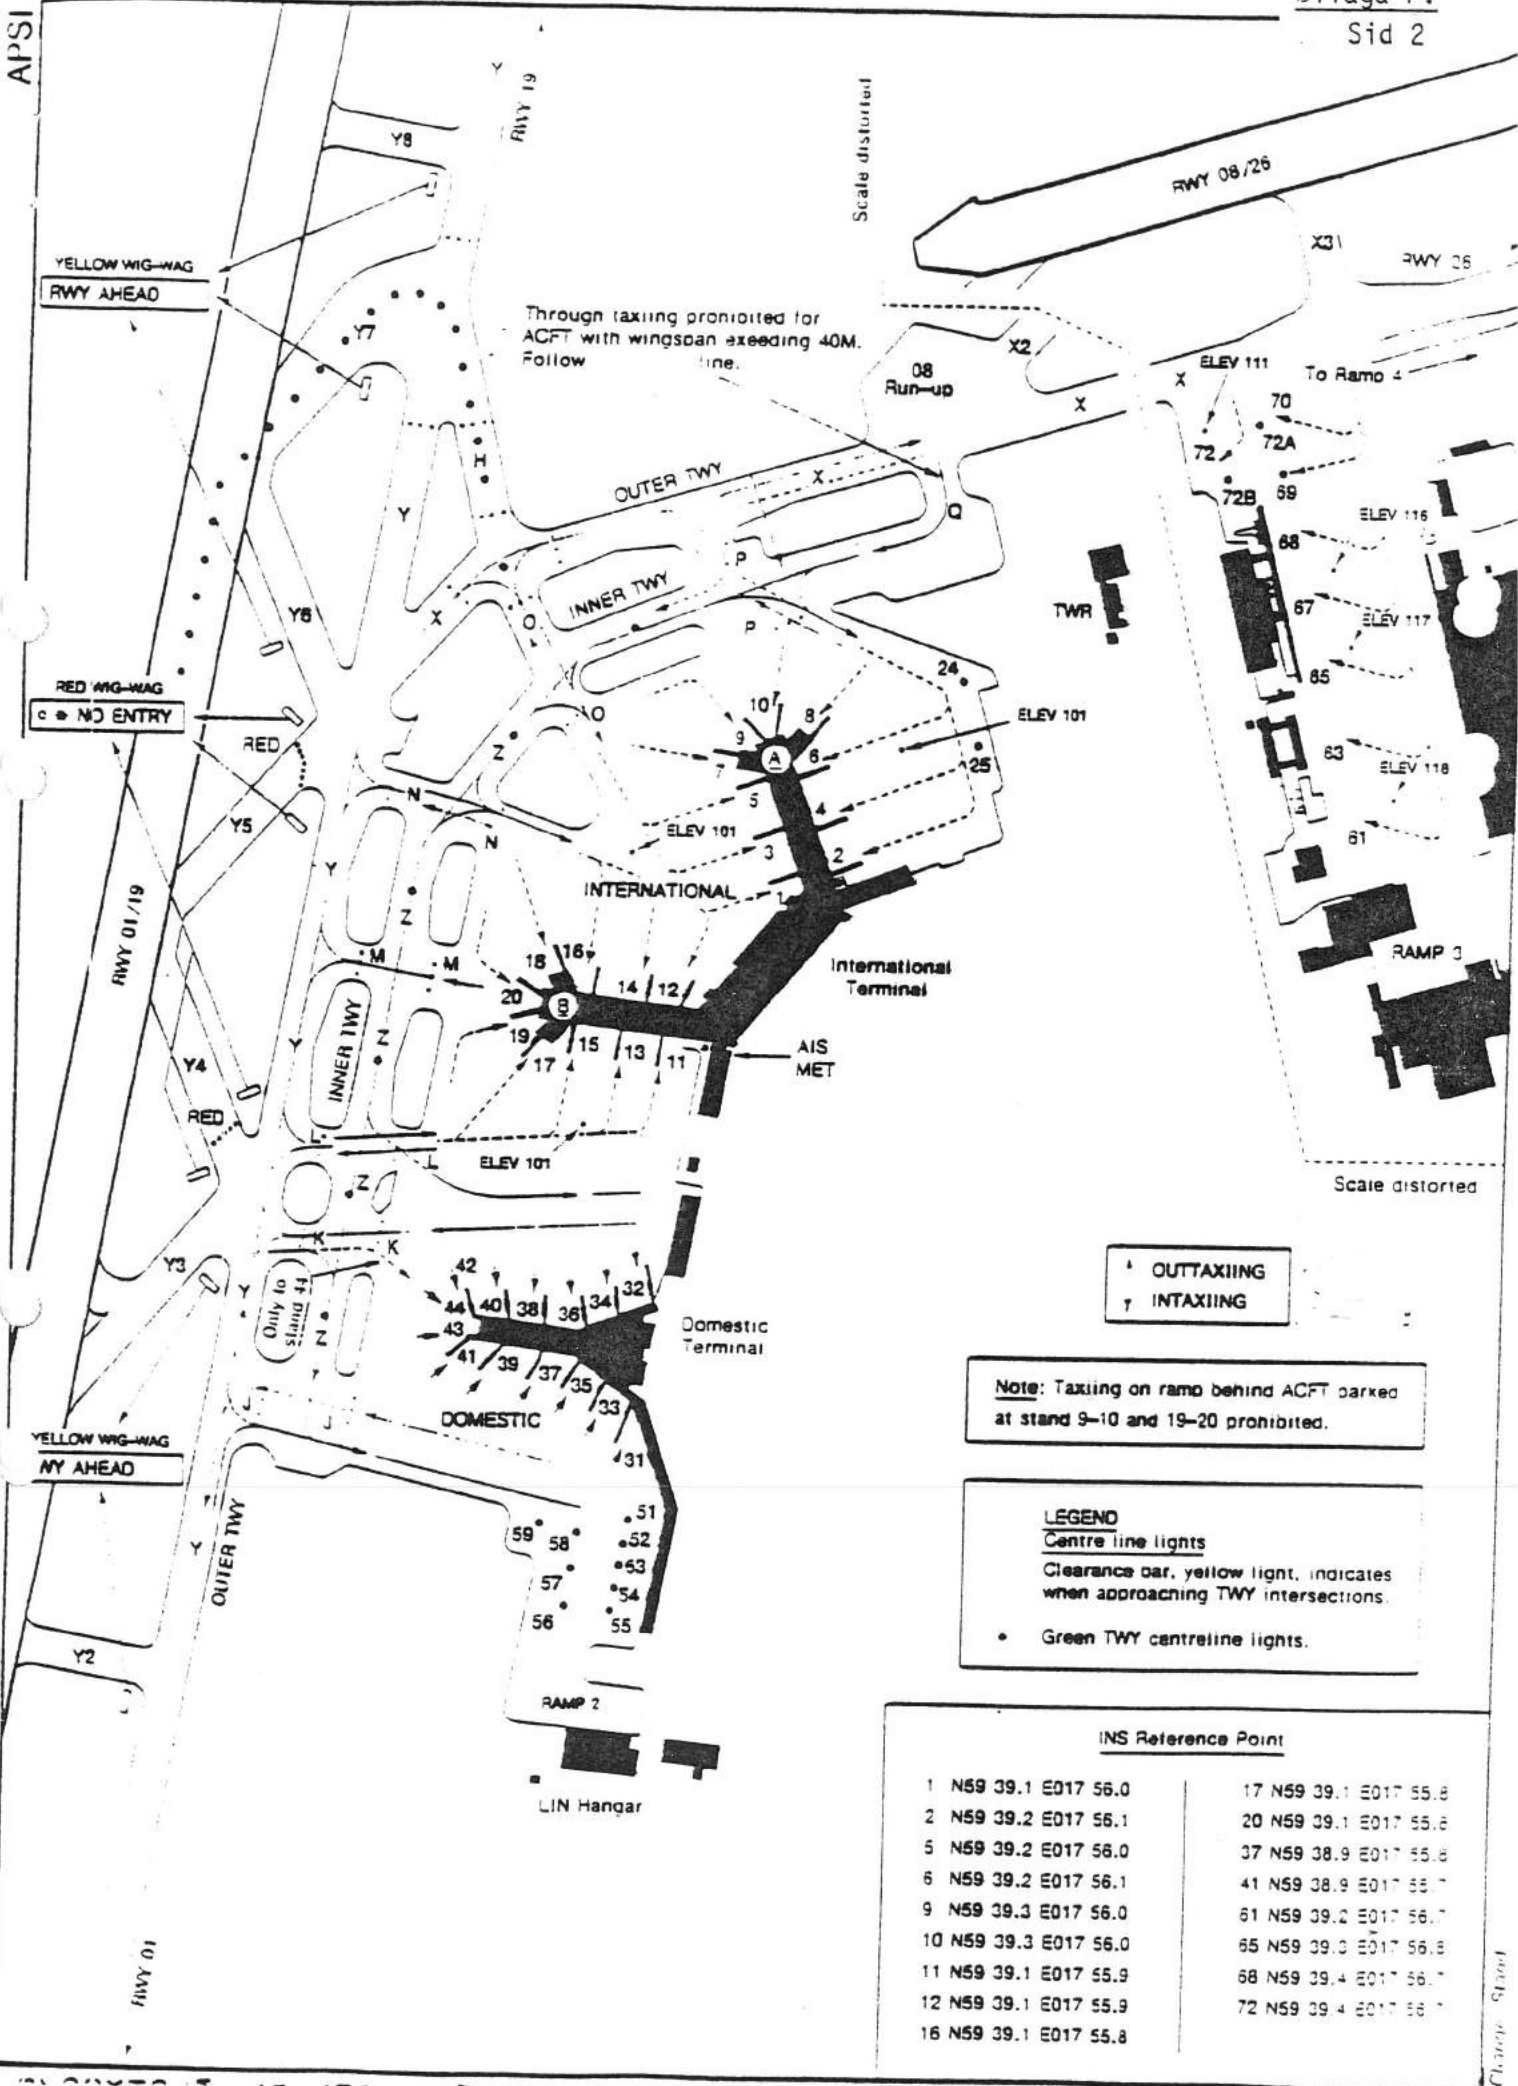 Sid 2
APSI
Y
RWY 19
Scale distorted
Y8
RWY 08/26
X31
RWY 26
YELLOW WIG-WAG
RWY AHEAD
Y7
Through taxiing prohibited for
ACFT with wingspan exeeding 40M.
Follow line.
X2
08
Run-up
ELEV 111
To Ramp 4
X
X
70
72A
72
69
72B
H
OUTER TWY
X
Q
Y
ELEV 116
68
P
INNER TWY
TWR
67
ELEV 117
Y6
X
O
P
24
65
RED WIG-WAG
NO ENTRY
RED
O
Z
10
8
9
A
6
7
ELEV 101
25
63
ELEV 118
N
5
4
Y5
N
ELEV 101
3
2
61
Y
INTERNATIONAL
1
Z
RWY 01/19
M
M
18
16
14
12
20
B
International
Terminal
RAMP 3
Y
INNER TWY
Z
19
17
15
13
11
AIS
MET
Y4
RED
L
L
ELEV 101
Z
Scale distorted
K
K
Y3
42
OUTTAXIING
INTAXIING
Y
Only to
stand 44
Z
44
40
38
36
34
32
43
41
39
37
35
33
31
Domestic
Terminal
J
J
DOMESTIC
Note: Taxiing on ramp behind ACFT parked
at stand 9-10 and 19-20 prohibited.
YELLOW WIG-WAG
WY AHEAD
Y
OUTER TWY
51
59
58
52
53
57
54
56
55
LEGEND
Centre line lights
Clearance bar, yellow light, indicates
when approaching TWY intersections.
Green TWY centreline lights.
Y2
RAMP 2
LIN Hangar
INS Reference Point
1 N59 39.1 E017 56.0
2 N59 39.2 E017 56.1
5 N59 39.2 E017 56.0
6 N59 39.2 E017 56.1
9 N59 39.3 E017 56.0
10 N59 39.3 E017 56.0
11 N59 39.1 E017 55.9
12 N59 39.1 E017 55.9
16 N59 39.1 E017 55.8
17 N59 39.1 E017 55.8
20 N59 39.1 E017
37 N59 38.9 E017
41 N59 38.9 E017
61 N59 39.2 E017
65 N59 39.3 E017
68 N59 39.4 E017
72 N59 39.4 E017
RWY 01